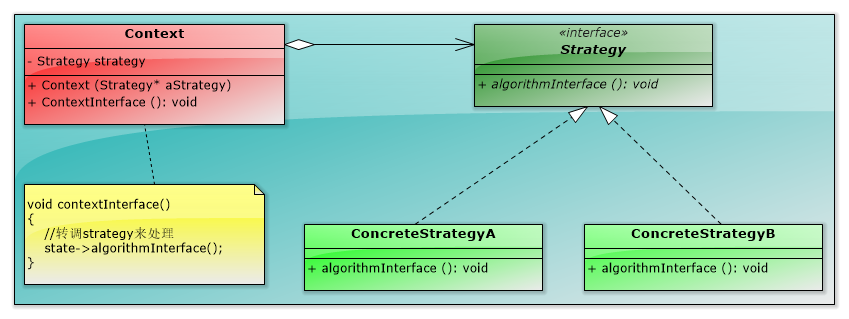 Context
- Strategy strategy
+ Context (Strategy* aStrategy)
+ ContextInterface (): void
«interface»
Strategy
+ algorithmInterface (): void
void contextInterface()
{
//转调strategy来处理
state->algorithmInterface();
}
ConcreteStrategyA
+ algorithmInterface (): void
ConcreteStrategyB
+ algorithmInterface (): void